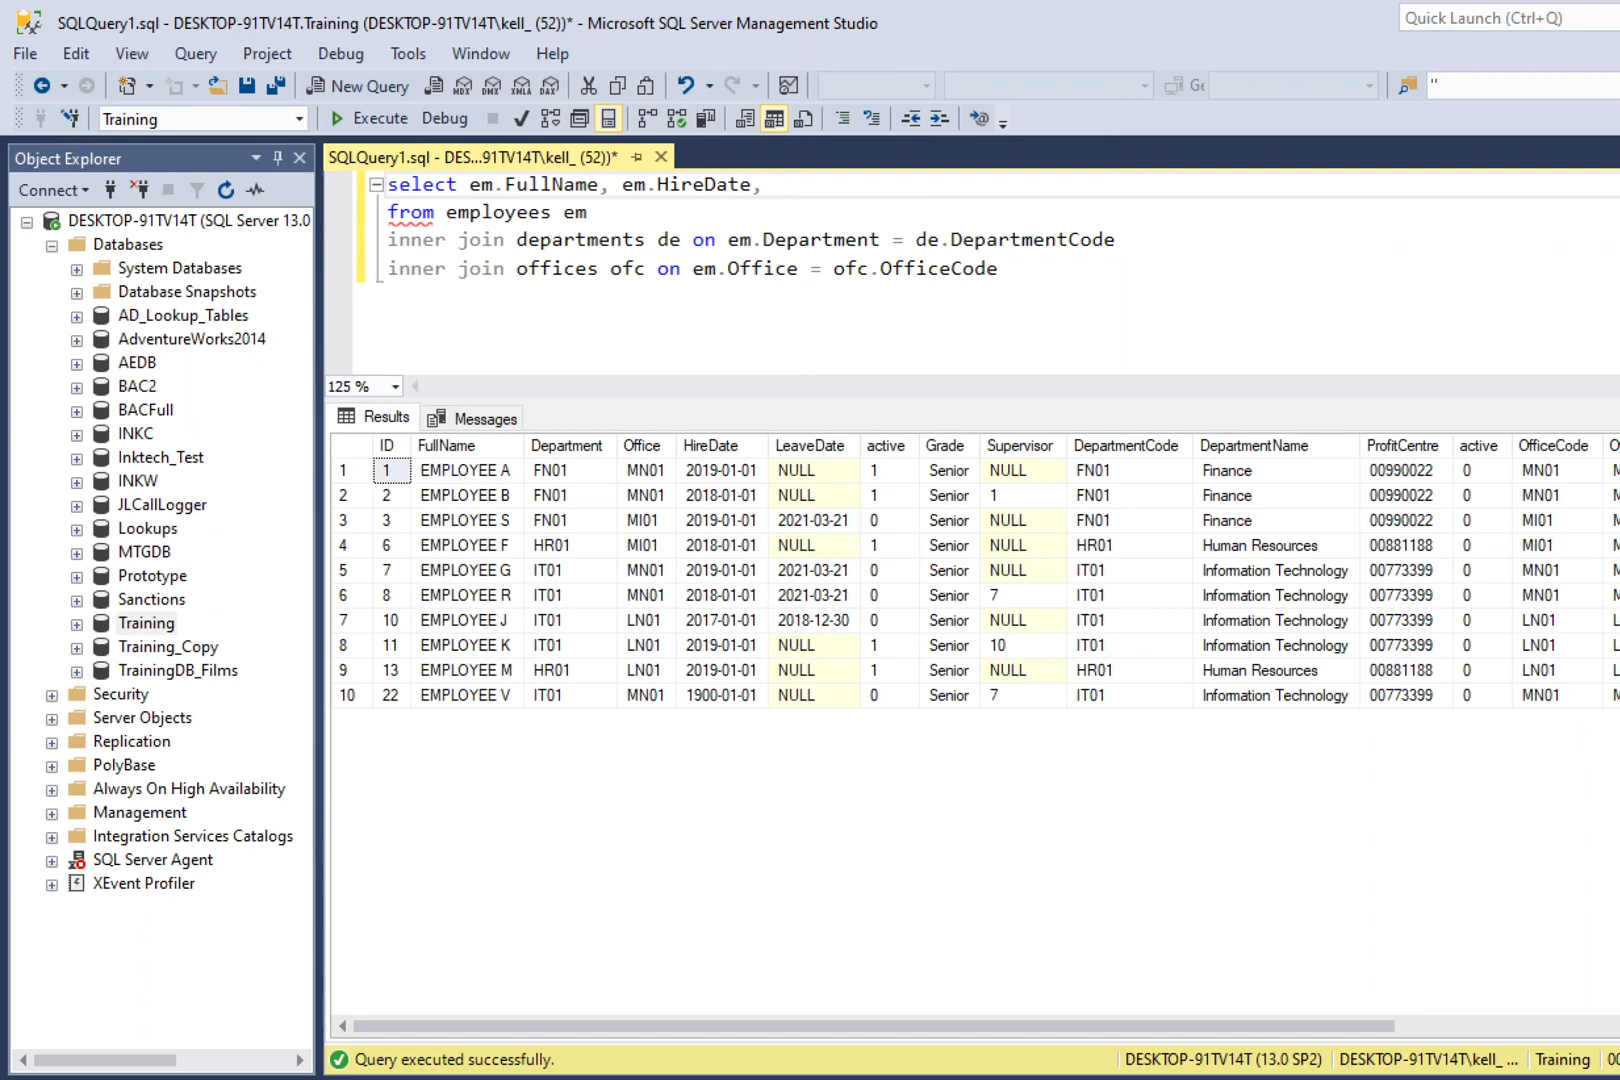 SQLQuery1.sql - DESKTOP-91TV14T.Training (DESKTOP-91TV14T\kell_ (52))* - Microsoft SQL Server Management Studio
Quick Launch (Ctrl+Q)
File Edit View Query Project Debug Tools Window Help
New Query MDX DMX XMLA DAX Ge "
Training Execute Debug
Object Explorer
SQLQuery1.sql - DES...91TV14T\kell_ (52))*
Connect
DESKTOP-91TV14T (SQL Server 13.0
Databases
System Databases
Database Snapshots
AD_Lookup_Tables
AdventureWorks2014
AEDB
BAC2
BACFull
INKC
Inktech_Test
INKW
JLCallLogger
Lookups
MTGDB
Prototype
Sanctions
Training
Training_Copy
TrainingDB_Films
Security
Server Objects
Replication
PolyBase
Always On High Availability
Management
Integration Services Catalogs
SQL Server Agent
XEvent Profiler
select em.FullName, em.HireDate,
from employees em
inner join departments de on em.Department = de.DepartmentCode
inner join offices ofc on em.Office = ofc.OfficeCode
125 %
Results Messages
ID FullName Department Office HireDate LeaveDate active Grade Supervisor DepartmentCode DepartmentName ProfitCentre active OfficeCode
1 1 EMPLOYEE A FN01 MN01 2019-01-01 NULL 1 Senior NULL FN01 Finance 00990022 0 MN01
2 2 EMPLOYEE B FN01 MN01 2018-01-01 NULL 1 Senior 1 FN01 Finance 00990022 0 MN01
3 3 EMPLOYEE S FN01 MI01 2019-01-01 2021-03-21 0 Senior NULL FN01 Finance 00990022 0 MI01
4 6 EMPLOYEE F HR01 MI01 2018-01-01 NULL 1 Senior NULL HR01 Human Resources 00881188 0 MI01
5 7 EMPLOYEE G IT01 MN01 2019-01-01 2021-03-21 0 Senior NULL IT01 Information Technology 00773399 0 MN01
6 8 EMPLOYEE R IT01 MN01 2018-01-01 2021-03-21 0 Senior 7 IT01 Information Technology 00773399 0 MN01
7 10 EMPLOYEE J IT01 LN01 2017-01-01 2018-12-30 0 Senior NULL IT01 Information Technology 00773399 0 LN01
8 11 EMPLOYEE K IT01 LN01 2019-01-01 NULL 1 Senior 10 IT01 Information Technology 00773399 0 LN01
9 13 EMPLOYEE M HR01 LN01 2019-01-01 NULL 1 Senior NULL HR01 Human Resources 00881188 0 LN01
10 22 EMPLOYEE V IT01 MN01 1900-01-01 NULL 0 Senior 7 IT01 Information Technology 00773399 0 MN01
Query executed successfully.
DESKTOP-91TV14T (13.0 SP2) DESKTOP-91TV14T\kell_ ... Training 00